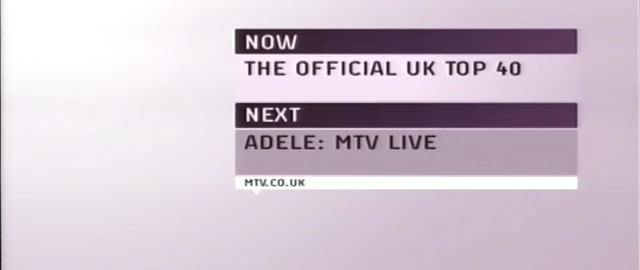 NOW
THE OFFICIAL UK TOP 40
NEXT
ADELE: MTV LIVE
MTV.CO.UK